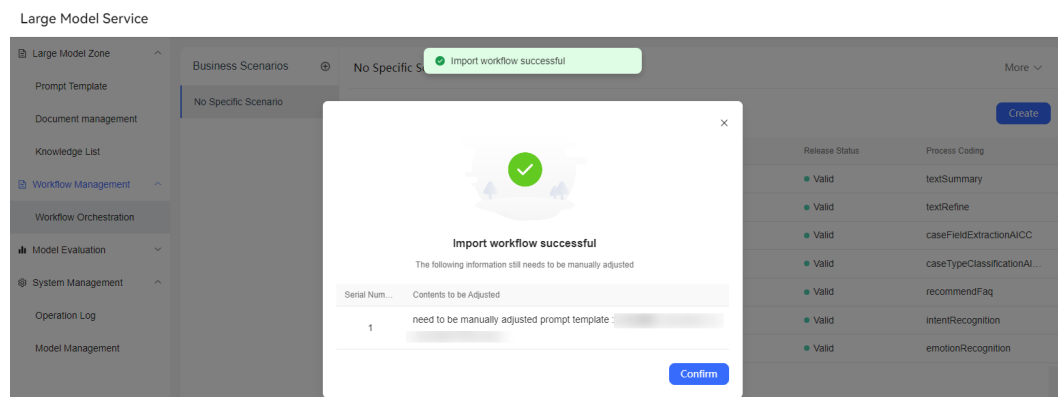 Large Model Service
Large Model Zone
Prompt Template
Document management
Knowledge List
Workflow Management
Workflow Orchestration
Model Evaluation
System Management
Operation Log
Model Management
Business Scenarios
No Specific Scenario
No Specific S
Import workflow successful
More
Create
Release Status Process Coding
Valid textSummary
Valid textRefine
Valid caseFieldExtractionAICC
Valid caseTypeClassificationAI...
Valid recommendFaq
Valid intentRecognition
Valid emotionRecognition
Import workflow successful
The following information still needs to be manually adjusted
Serial Num... Contents to be Adjusted
1 need to be manually adjusted prompt template :
Confirm